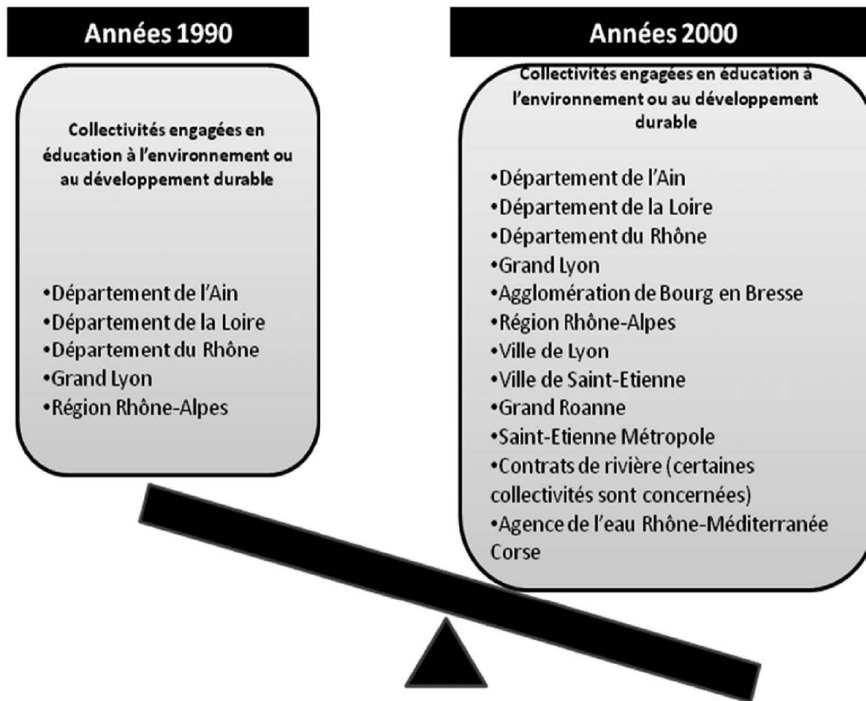 Années 1990
Collectivités engagées en
éducation à l'environnement ou
au développement durable
•Département de l'Ain
•Département de la Loire
•Département du Rhône
•Grand Lyon
•Région Rhône-Alpes
Années 2000
Collectivités engagées en éducation à
l'environnement ou au développement
durable
•Département de l'Ain
•Département de la Loire
•Département du Rhône
•Grand Lyon
•Agglomération de Bourg en Bresse
•Région Rhône-Alpes
•Ville de Lyon
•Ville de Saint-Etienne
•Grand Roanne
•Saint-Etienne Métropole
•Contrats de rivière (certaines
collectivités sont concernées)
•Agence de l'eau Rhône-Méditerranée
Corse